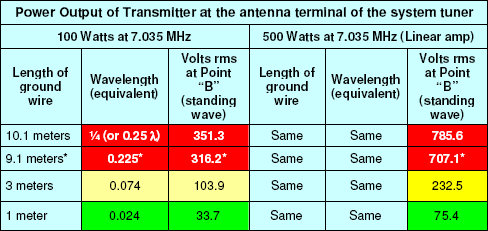 Power Output of Transmitter at the antenna terminal of the system tuner
100 Watts at 7.035 MHz 500 Watts at 7.035 MHz (Linear amp)
Length of ground wire Wavelength (equivalent) Volts rms at Point “B” (standing wave) Length of ground wire Wavelength (equivalent) Volts rms at Point “B” (standing wave)
10.1 meters ¼ (or 0.25 λ) 351.3 Same Same 785.6
9.1 meters* 0.225* 316.2* Same Same 707.1*
3 meters 0.074 103.9 Same Same 232.5
1 meter 0.024 33.7 Same Same 75.4